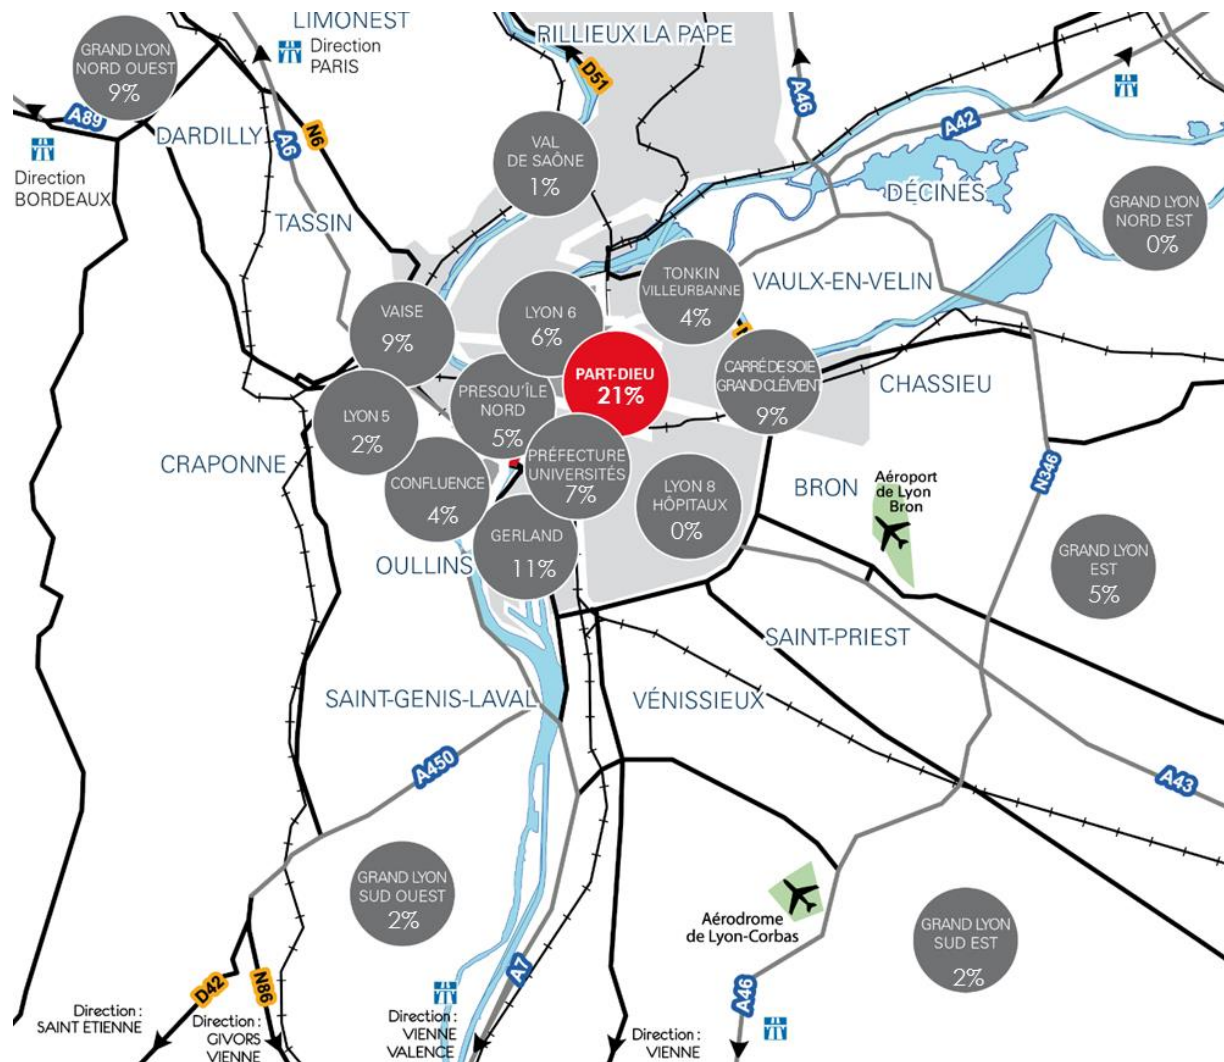 LIMONEST
Direction
PARIS
RILLIEUX LA PAPE
GRAND LYON
NORD OUEST
9%
D51
A46
A89
DARDILLY
A6
N6
A42
Direction
BORDEAUX
VAL
DE SAÔNE
1%
DÉCINES
GRAND LYON
NORD EST
0%
TASSIN
TONKIN
VILLEURBANNE
4%
VAULX-EN-VELIN
VAISE
9%
LYON 6
6%
PART-DIEU
21%
CARRÉ DE SOIE
GRAND CLÉMENT
9%
CHASSIEU
PRESQU'ÎLE
NORD
5%
LYON 5
2%
CRAPONNE
CONFLUENCE
4%
PRÉFECTURE
UNIVERSITÉS
7%
LYON 8
HÔPITAUX
0%
BRON
Aéroport
de Lyon
Bron
N346
GERLAND
11%
OULLINS
GRAND LYON
EST
5%
SAINT-PRIEST
SAINT-GENIS-LAVAL
VÉNISSIEUX
A450
A43
GRAND LYON
SUD OUEST
2%
Aérodrome
de Lyon-Corbas
GRAND LYON
SUD EST
2%
D42
N86
A7
A46
Direction :
SAINT ETIENNE
Direction :
GIVORS
VIENNE
Direction :
VIENNE
VALENCE
Direction :
VIENNE